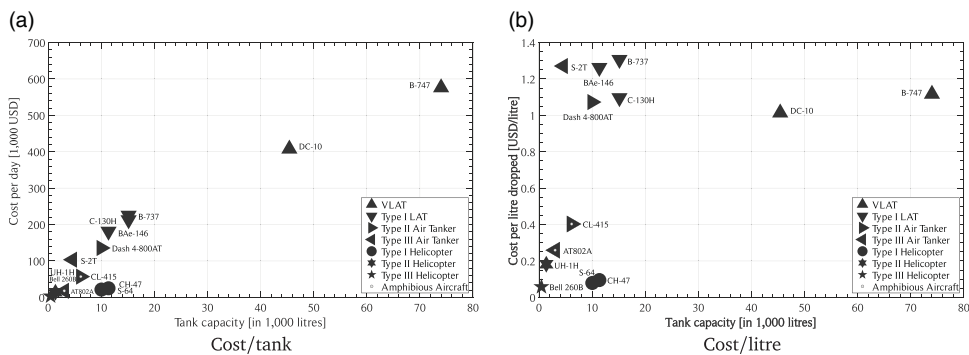 (a)
700
600
500
400
300
200
100
0
Cost per day [1,000 USD]
B-747
DC-10
C-130H
B-737
BAe-146
Dash 4-800AT
S-2T
UH-1H
Bell 260B
CL-415
AT802A
CH-47
S-64
VLAT
Type I LAT
Type II Air Tanker
Type III Air Tanker
Type I Helicopter
Type II Helicopter
Type III Helicopter
Amphibious Aircraft
0 10 20 30 40 50 60 70 80
Tank capacity [in 1,000 litres]
Cost/tank
(b)
1.4
1.2
1
0.8
0.6
0.4
0.2
0
Cost per litre dropped [USD/litre]
S-2T
B-737
BAe-146
C-130H
Dash 4-800AT
DC-10
B-747
CL-415
AT802A
UH-1H
S-64
CH-47
Bell 260B
VLAT
Type I LAT
Type II Air Tanker
Type III Air Tanker
Type I Helicopter
Type II Helicopter
Type III Helicopter
Amphibious Aircraft
0 10 20 30 40 50 60 70 80
Tank capacity [in 1,000 litres]
Cost/litre